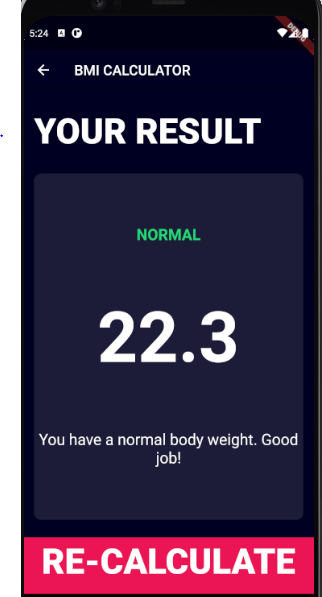 5:24
DEBUG
BMI CALCULATOR
YOUR RESULT
NORMAL
22.3
You have a normal body weight. Good
job!
RE-CALCULATE